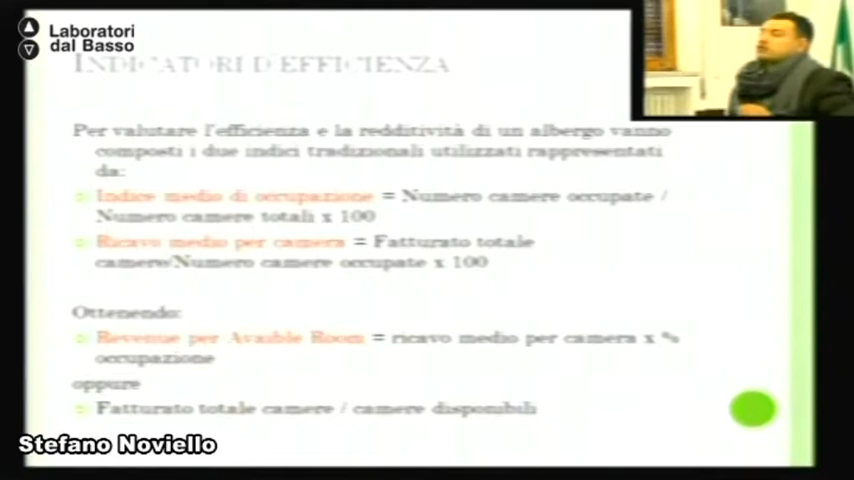 Laboratori
dal Basso
INDICATORI D'EFFICIENZA
Per valutare l'efficienza e la redditività di un albergo vanno
composti i due indici tradizionali utilizzati rappresentati
da:
Indice medio di occupazione = Numero camere occupate /
Numero camere totali x 100
Ricavo medio per camera = Fatturato totale
camere/Numero camere occupate x 100
Ottenendo:
Revenue per Avaible Room = ricavo medio per camera x %
occupazione
oppure
Fatturato totale camere / camere disponibili
Stefano Noviello